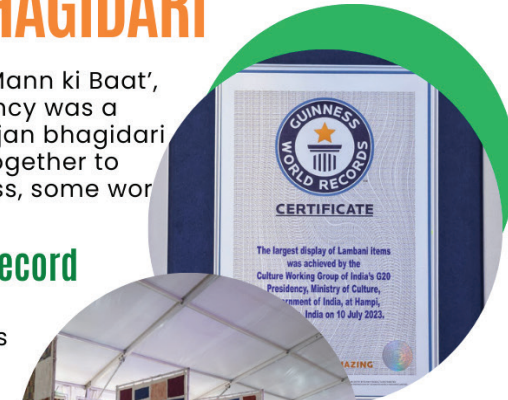 HAGIDARI
Mann ki Baat’,
ncy was a
jan bhagidari
ogether to
ss, some wor
ecord
s
GUINNESS
WORLD RECORDS
CERTIFICATE
The largest display of Lambani items
was achieved by the
Culture Working Group of India's G20
Presidency, Ministry of Culture,
rnment of India, at Hampi,
India on 10 July 2023.
MAZING